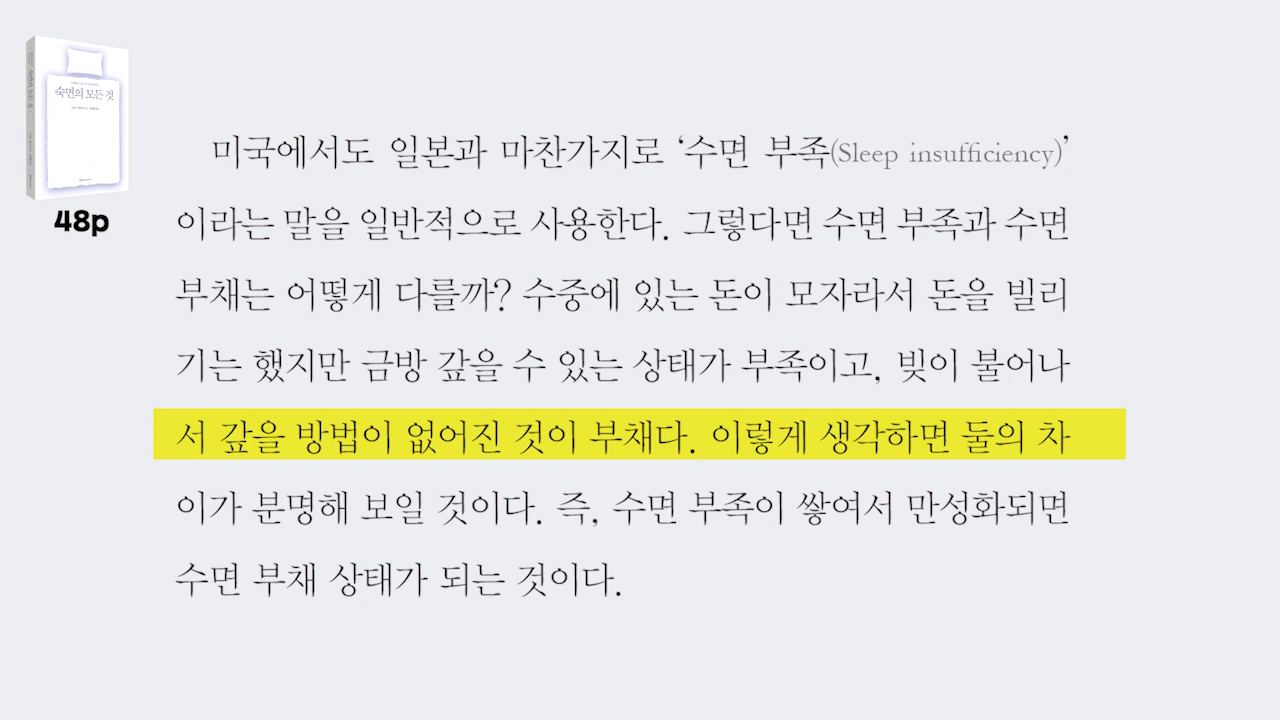 숙면의 모든 것
48p
미국에서도 일본과 마찬가지로 ‘수면 부족(Sleep insufficiency)’
이라는 말을 일반적으로 사용한다. 그렇다면 수면 부족과 수면
부채는 어떻게 다를까? 수중에 있는 돈이 모자라서 돈을 빌리
기는 했지만 금방 갚을 수 있는 상태가 부족이고, 빚이 불어나
서 갚을 방법이 없어진 것이 부채다. 이렇게 생각하면 둘의 차
이가 분명해 보일 것이다. 즉, 수면 부족이 쌓여서 만성화되면
수면 부채 상태가 되는 것이다.